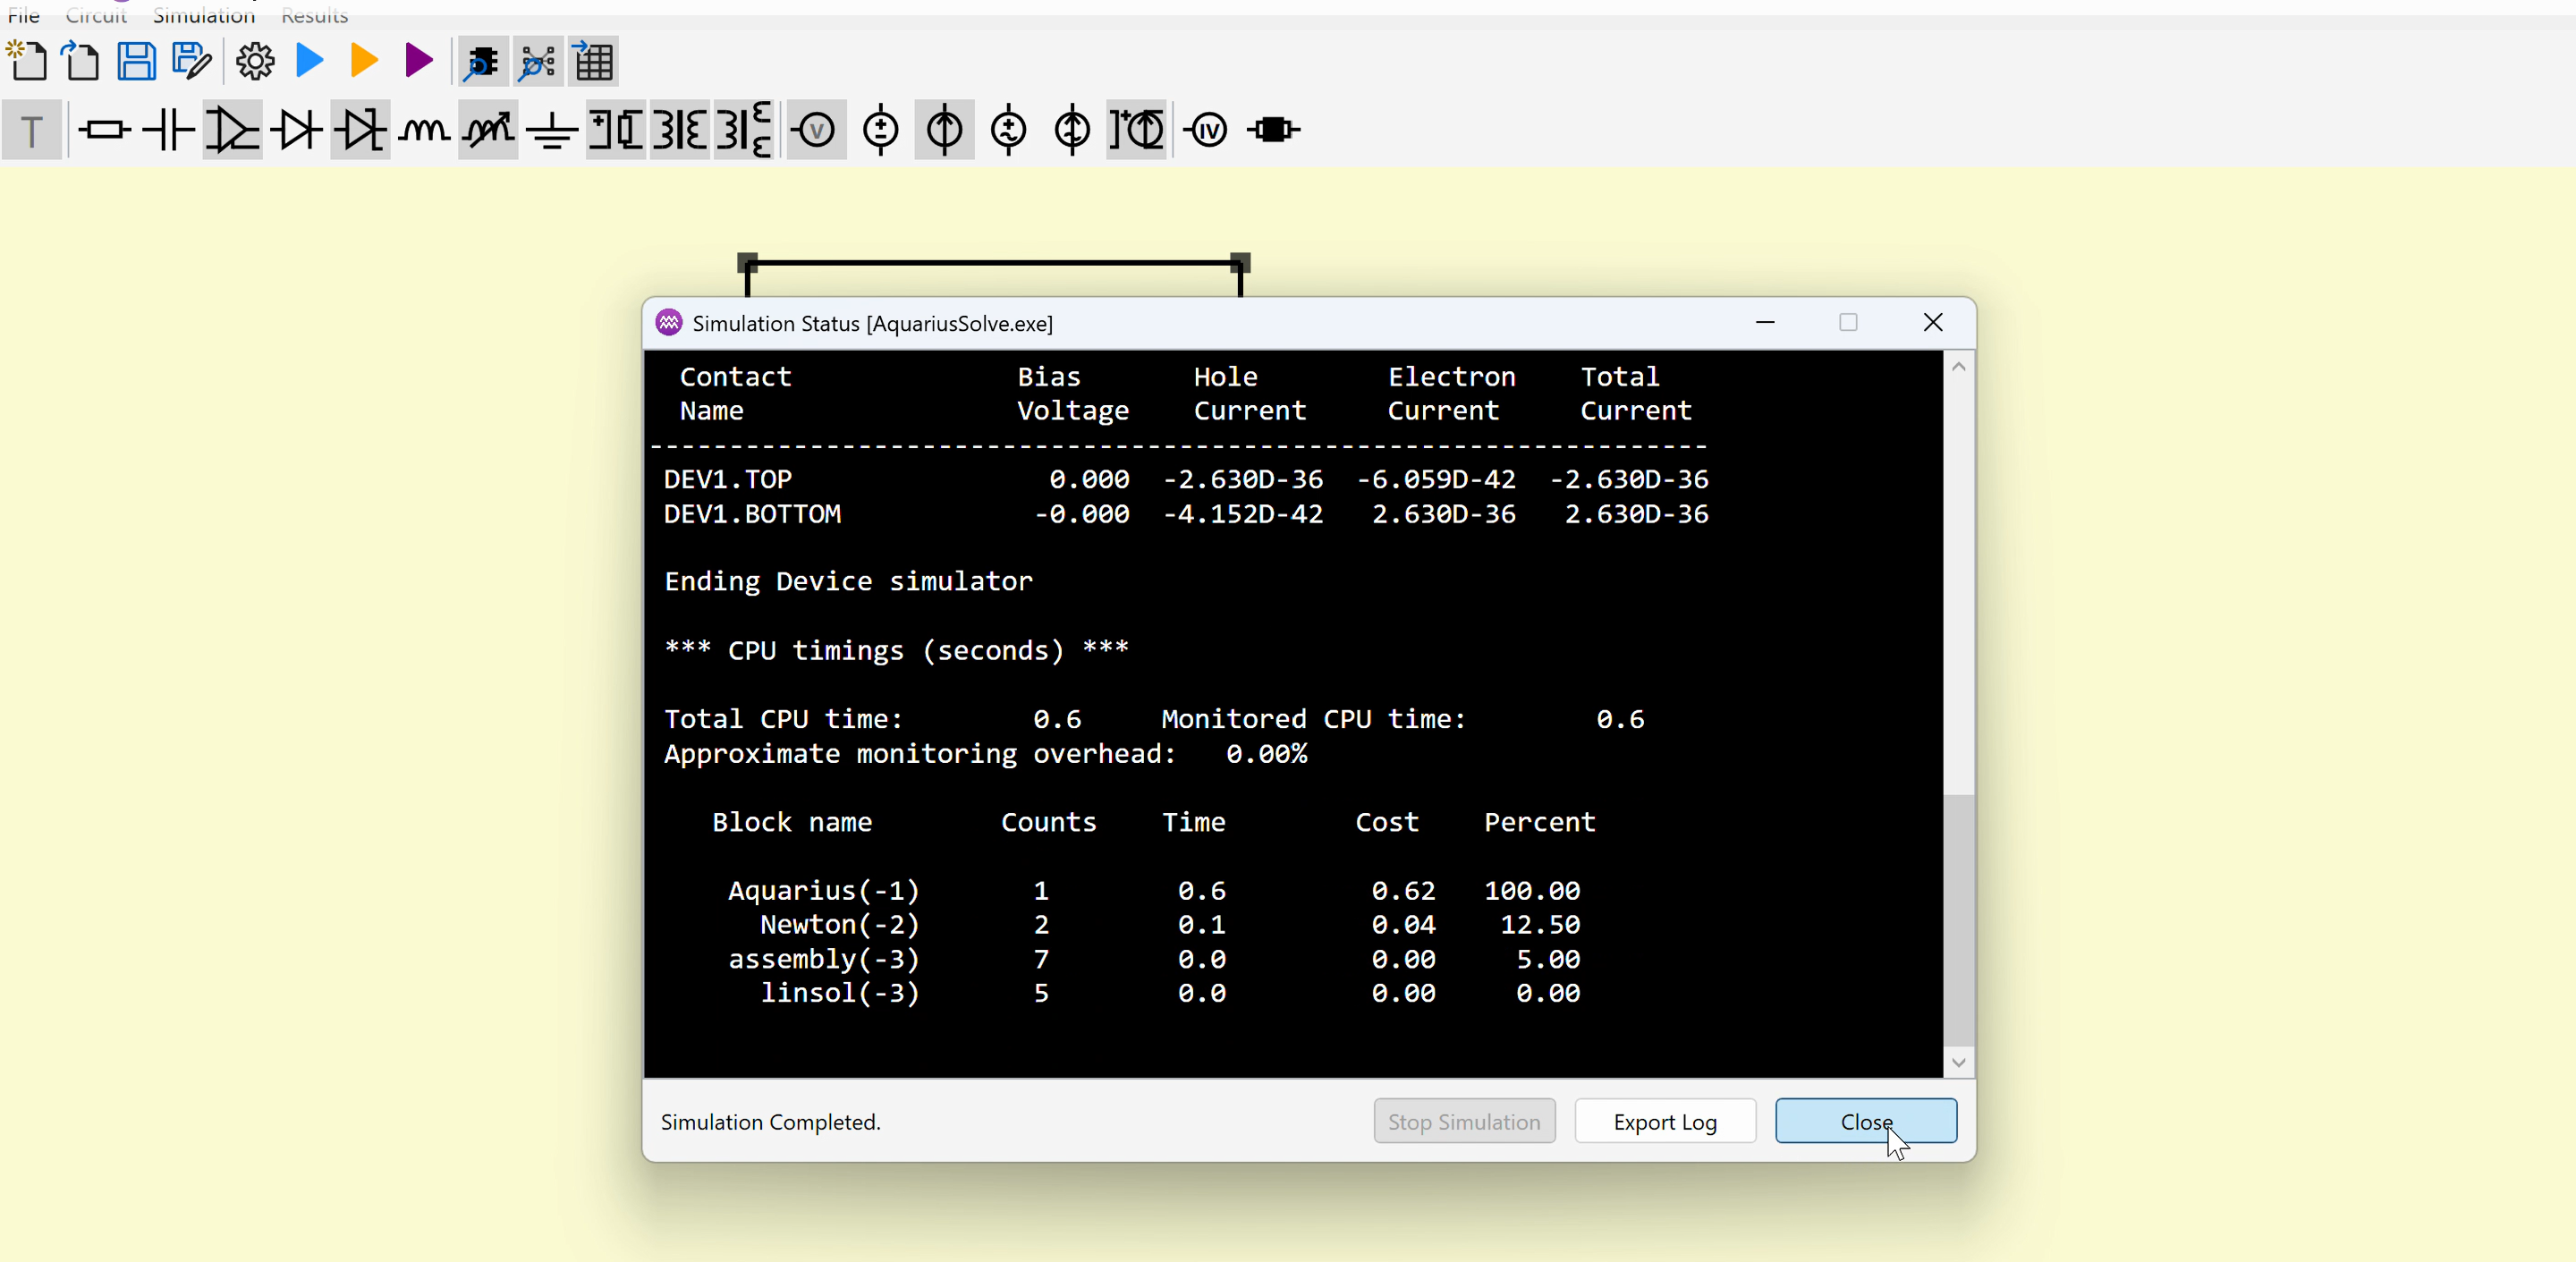 File Circuit Simulation Results
T V IV
Simulation Status [AquariusSolve.exe]
Contact Bias Hole Electron Total
Name Voltage Current Current Current
--------------------------------------------------------------------
DEV1.TOP 0.000 -2.630D-36 -6.059D-42 -2.630D-36
DEV1.BOTTOM -0.000 -4.152D-42 2.630D-36 2.630D-36
Ending Device simulator
*** CPU timings (seconds) ***
Total CPU time: 0.6 Monitored CPU time: 0.6
Approximate monitoring overhead: 0.00%
Block name Counts Time Cost Percent
Aquarius(-1) 1 0.6 0.62 100.00
Newton(-2) 2 0.1 0.04 12.50
assembly(-3) 7 0.0 0.00 5.00
linsol(-3) 5 0.0 0.00 0.00
Simulation Completed. Stop Simulation Export Log Close